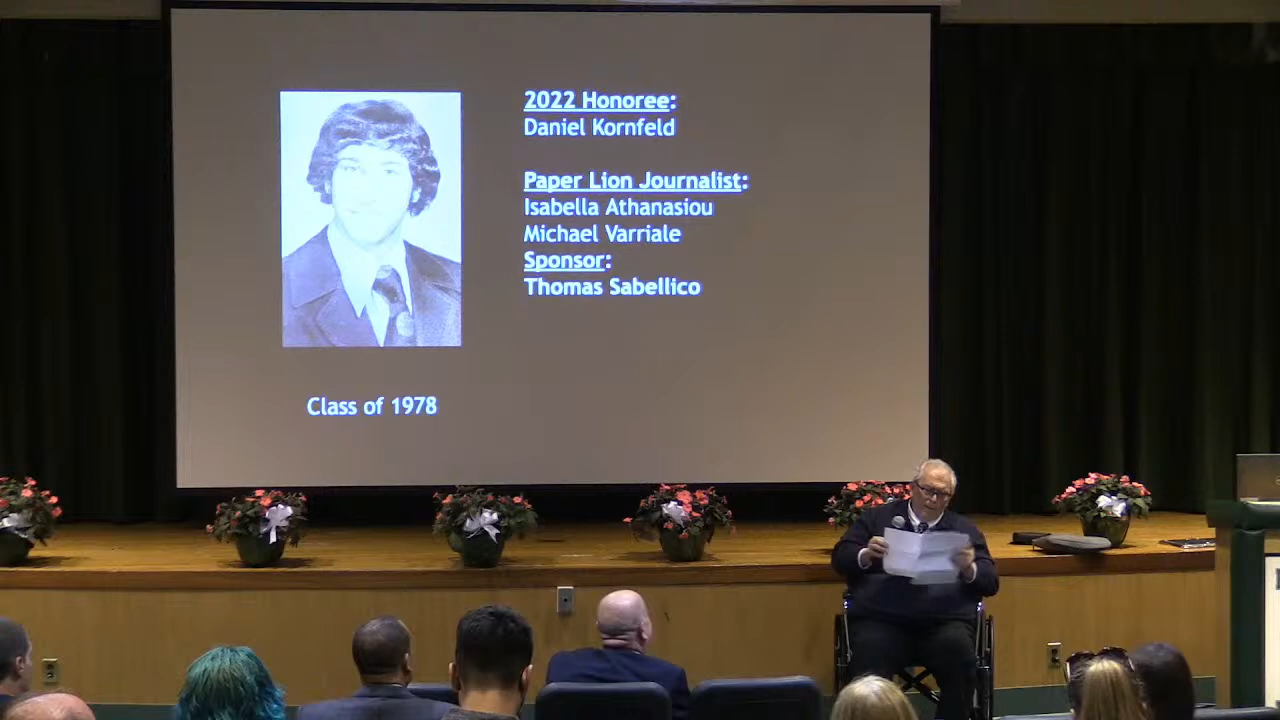 2022 Honoree:
Daniel Kornfeld
Paper Lion Journalist:
Isabella Athanasiou
Michael Varriale
Sponsor:
Thomas Sabellico
Class of 1978